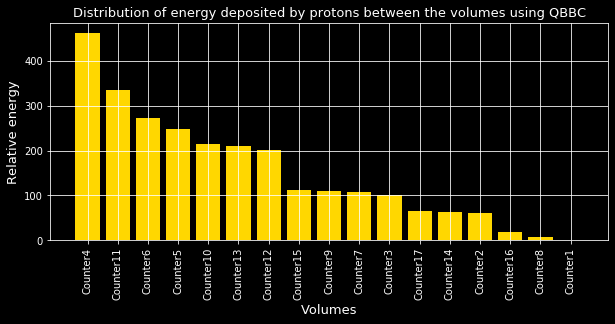 Distribution of energy deposited by protons between the volumes using QBBC
Relative energy
400
300
200
100
0
Counter4
Counter11
Counter6
Counter5
Counter10
Counter13
Counter12
Counter15
Counter9
Counter7
Counter3
Counter17
Counter14
Counter2
Counter16
Counter8
Counter1
Volumes